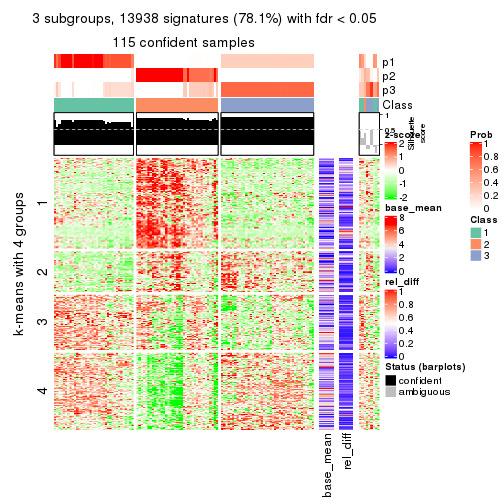 3 subgroups, 13938 signatures (78.1%) with fdr < 0.05
115 confident samples
p1
p2
p3
Class
1
0.5
0
Silhouette
score
k-means with 4 groups
1
2
3
4
base_mean
rel_diff
z-score
2
1
0
-1
-2
base_mean
8
6
4
2
0
rel_diff
1
0.8
0.6
0.4
0.2
0
Status (barplots)
confident
ambiguous
Prob
1
0.8
0.6
0.4
0.2
0
Class
1
2
3